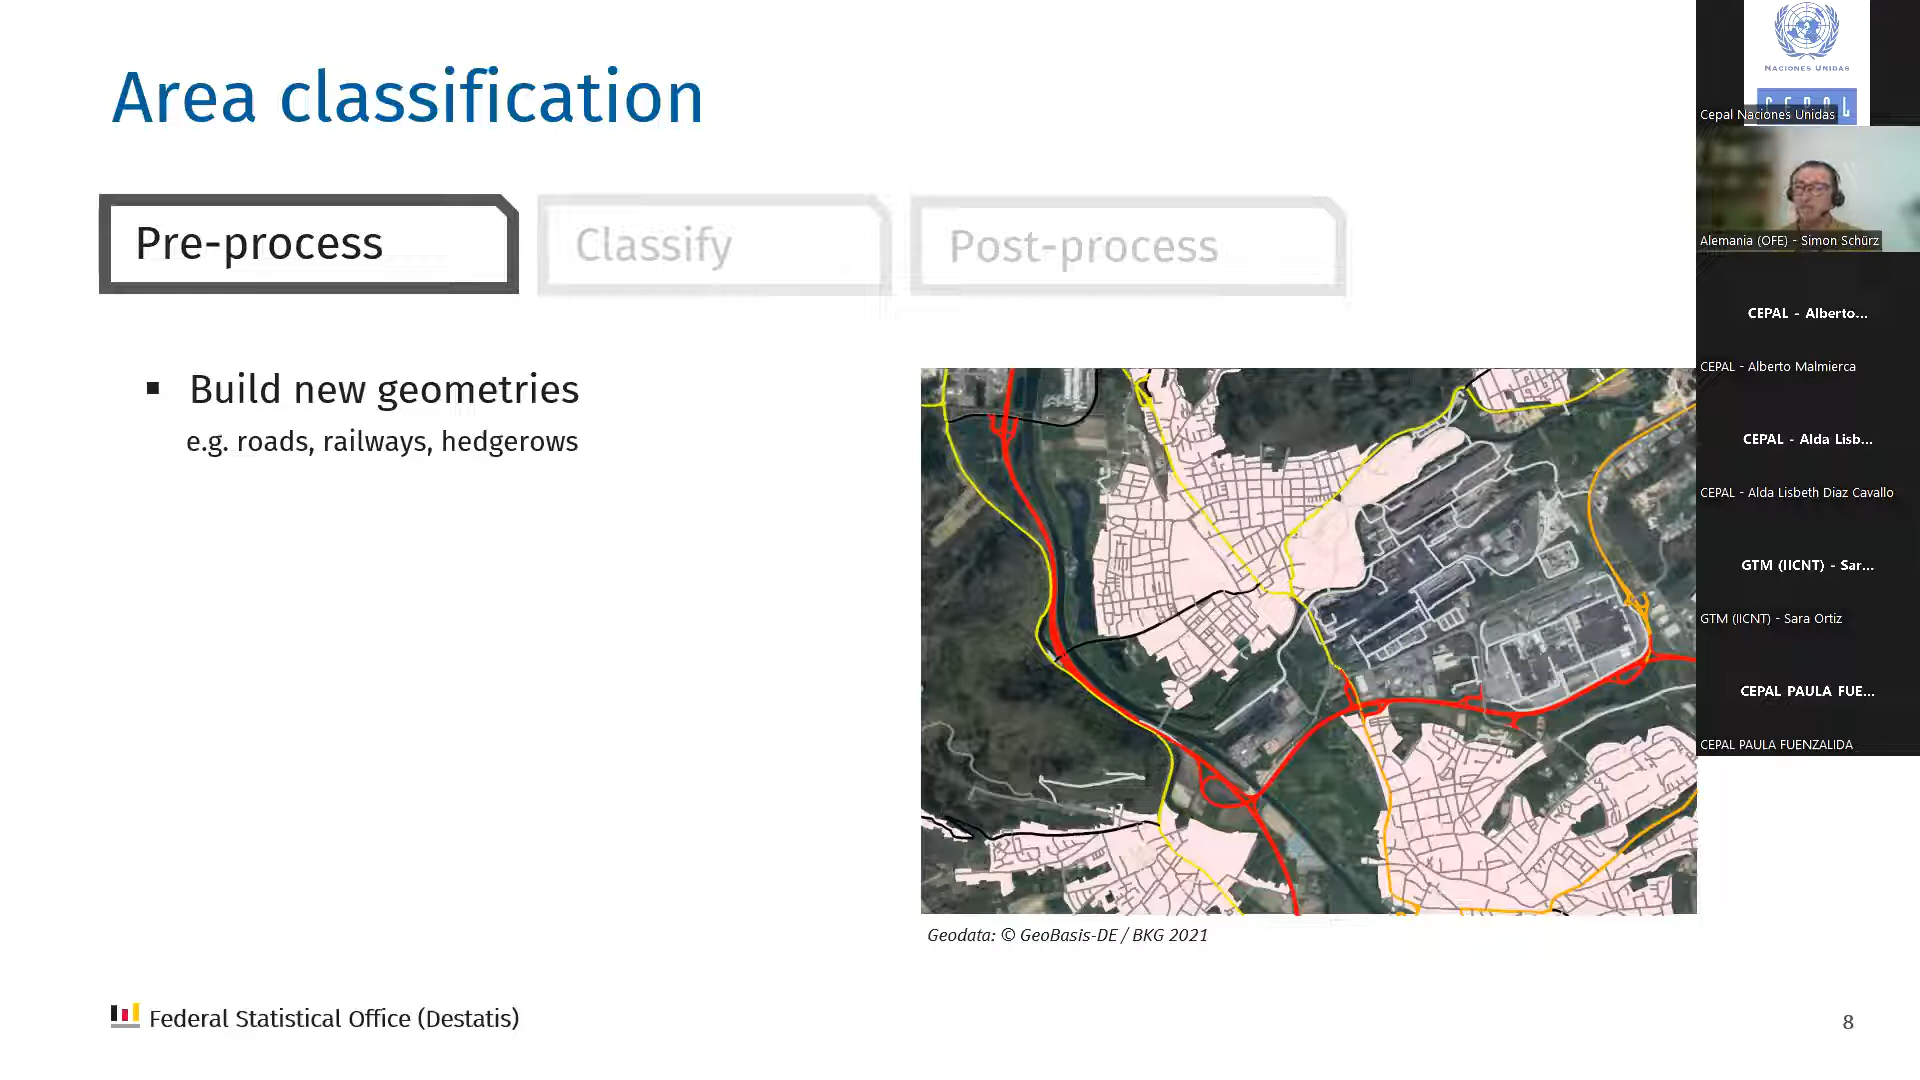 Area classification
Pre-process
Classify
Post-process
▪ Build new geometries
e.g. roads, railways, hedgerows
Geodata: © GeoBasis-DE / BKG 2021
Federal Statistical Office (Destatis)
8
NACIONES UNIDAS
CEPAL
Cepal Naciones Unidas
Alemania (OFE) - Simon Schürz
CEPAL - Alberto...
CEPAL - Alberto Malmierca
CEPAL - Alda Lisb...
CEPAL - Alda Lisbeth Diaz Cavallo
GTM (IICNT) - Sar...
GTM (IICNT) - Sara Ortiz
CEPAL PAULA FUE...
CEPAL PAULA FUENZALIDA